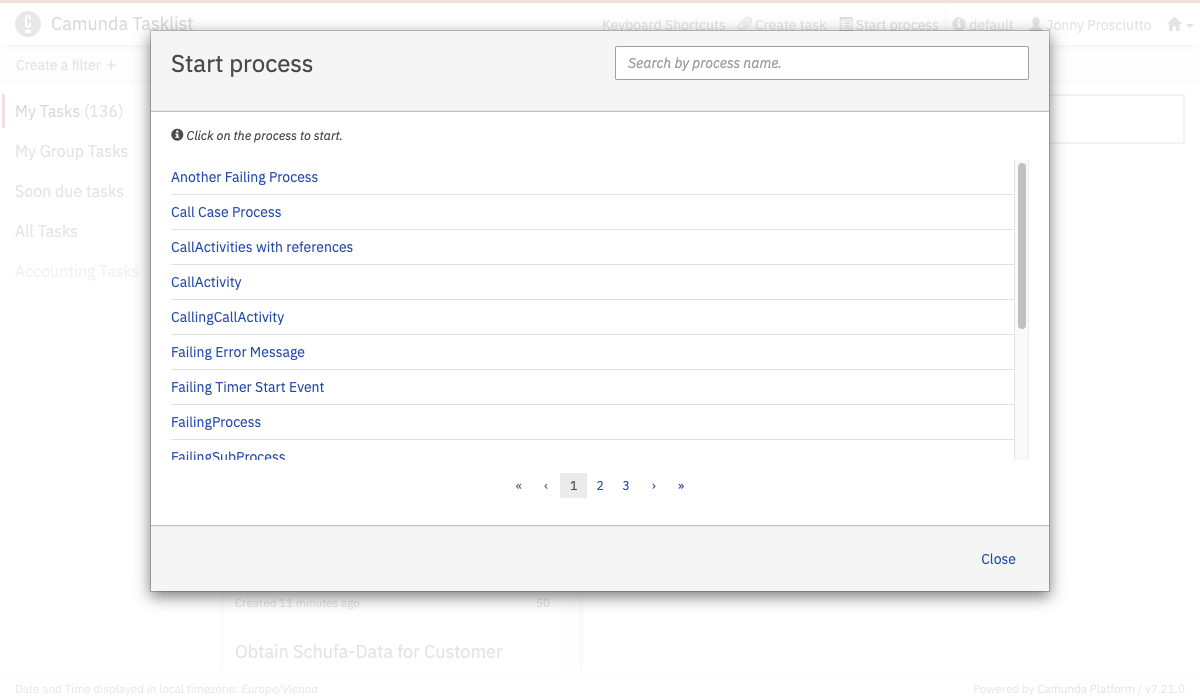 Camunda Tasklist
Keyboard Shortcuts Create task Start process default Jonny Prosciutto
Create a filter +
My Tasks (136)
My Group Tasks
Soon due tasks
All Tasks
Accounting Tasks
Start process
Search by process name.
Click on the process to start.
Another Failing Process
Call Case Process
CallActivities with references
CallActivity
CallingCallActivity
Failing Error Message
Failing Timer Start Event
FailingProcess
FailingSubProcess
« ‹ 1 2 3 › »
Close
Created 11 minutes ago 50
Obtain Schufa-Data for Customer
Date and Time displayed in local timezone: Europe/Vienna
Powered by Camunda Platform / v7.21.0